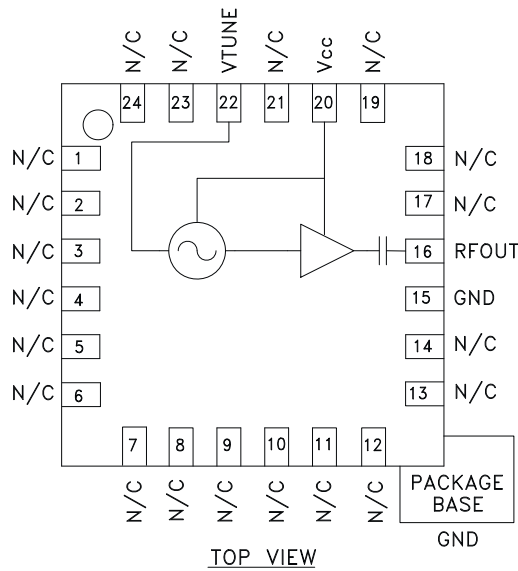 N/C N/C VTUNE N/C Vcc N/C
24 23 22 21 20 19
N/C 1 18 N/C
N/C 2 17 N/C
N/C 3 16 RFOUT
N/C 4 15 GND
N/C 5 14 N/C
N/C 6 13 N/C
7 8 9 10 11 12
N/C N/C N/C N/C N/C N/C
PACKAGE
BASE
GND
TOP VIEW